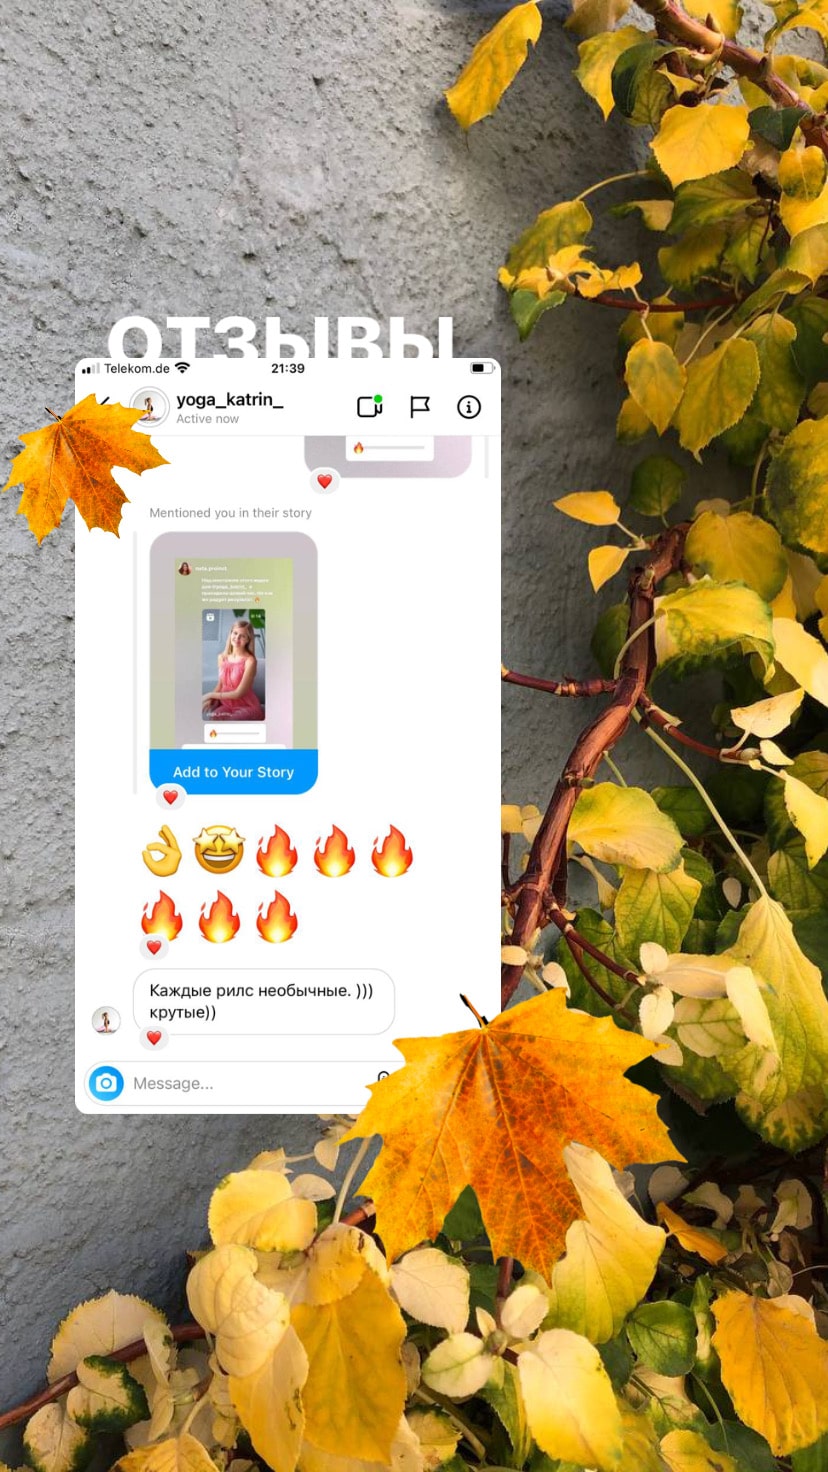 ОТЗЫВЫ
Telekom.de
21:39
yoga_katrin_
Active now
Mentioned you in their story
Add to Your Story
Каждые рилс необычные. )))
крутые))
Message...